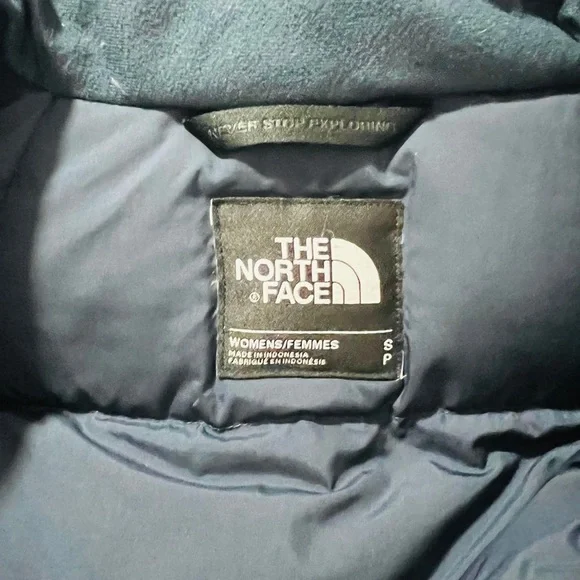 NEVER STOP EXPLORING
THE
NORTH
FACE
WOMENS/FEMMES S
MADE IN INDONESIA P
FABRIQUÉ EN INDONÉSIE